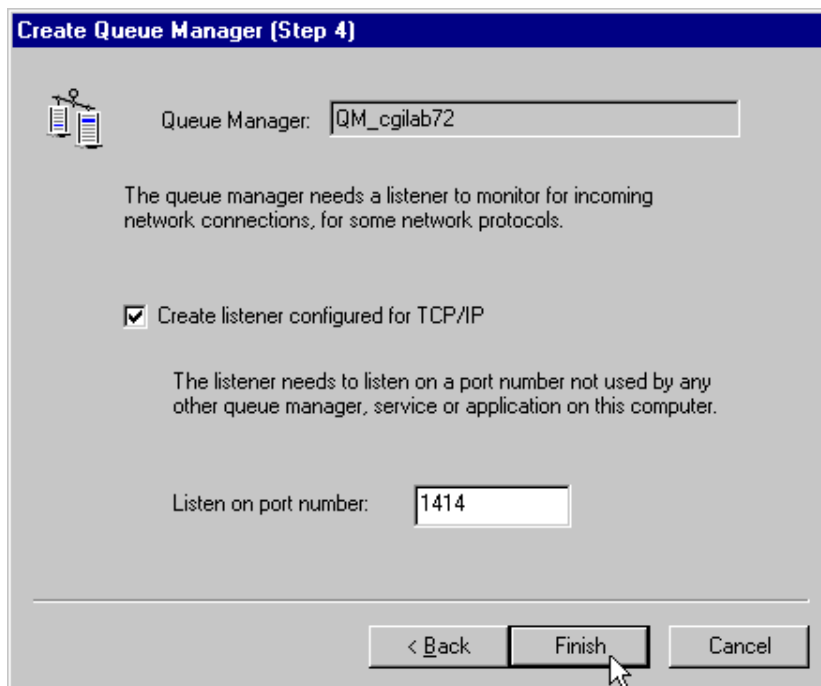 Create Queue Manager (Step 4)
Queue Manager: QM_cgilab72
The queue manager needs a listener to monitor for incoming
network connections, for some network protocols.
Create listener configured for TCP/IP
The listener needs to listen on a port number not used by any
other queue manager, service or application on this computer.
Listen on port number: 1414
< Back Finish Cancel